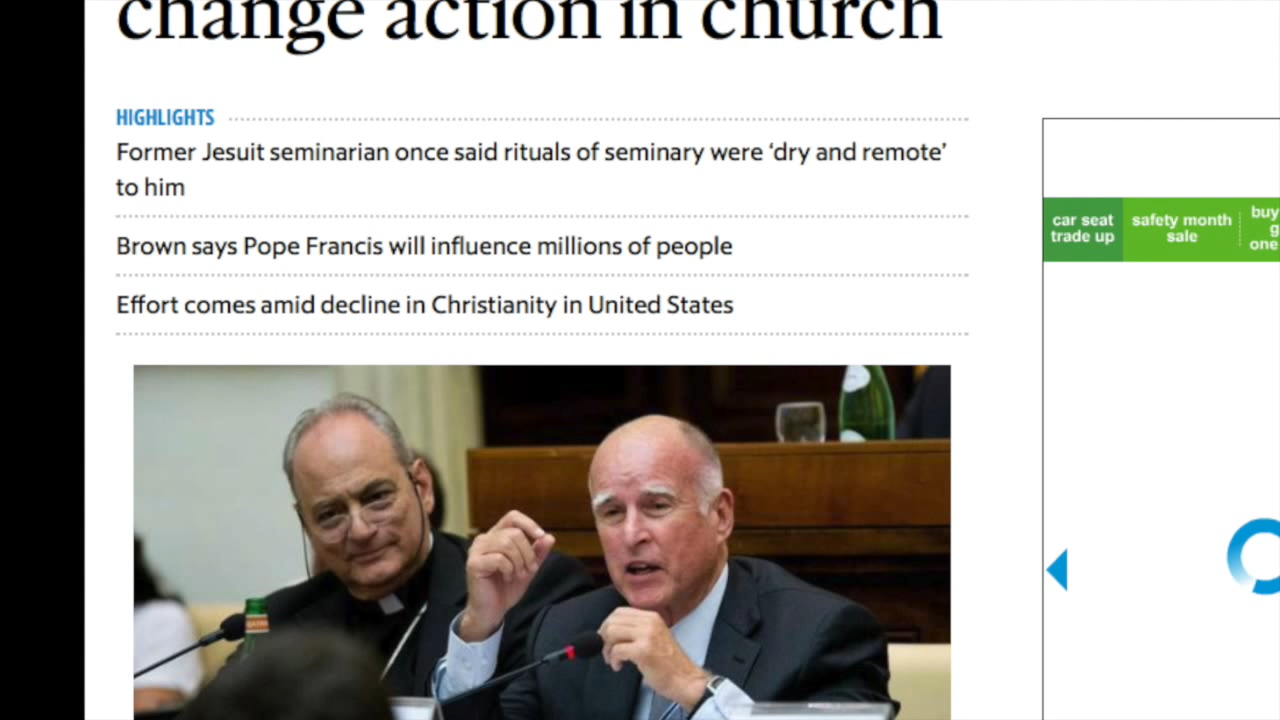 change action in church
HIGHLIGHTS
Former Jesuit seminarian once said rituals of seminary were ‘dry and remote’
to him
Brown says Pope Francis will influence millions of people
Effort comes amid decline in Christianity in United States
car seat
trade up
safety month
sale
buy
g
one